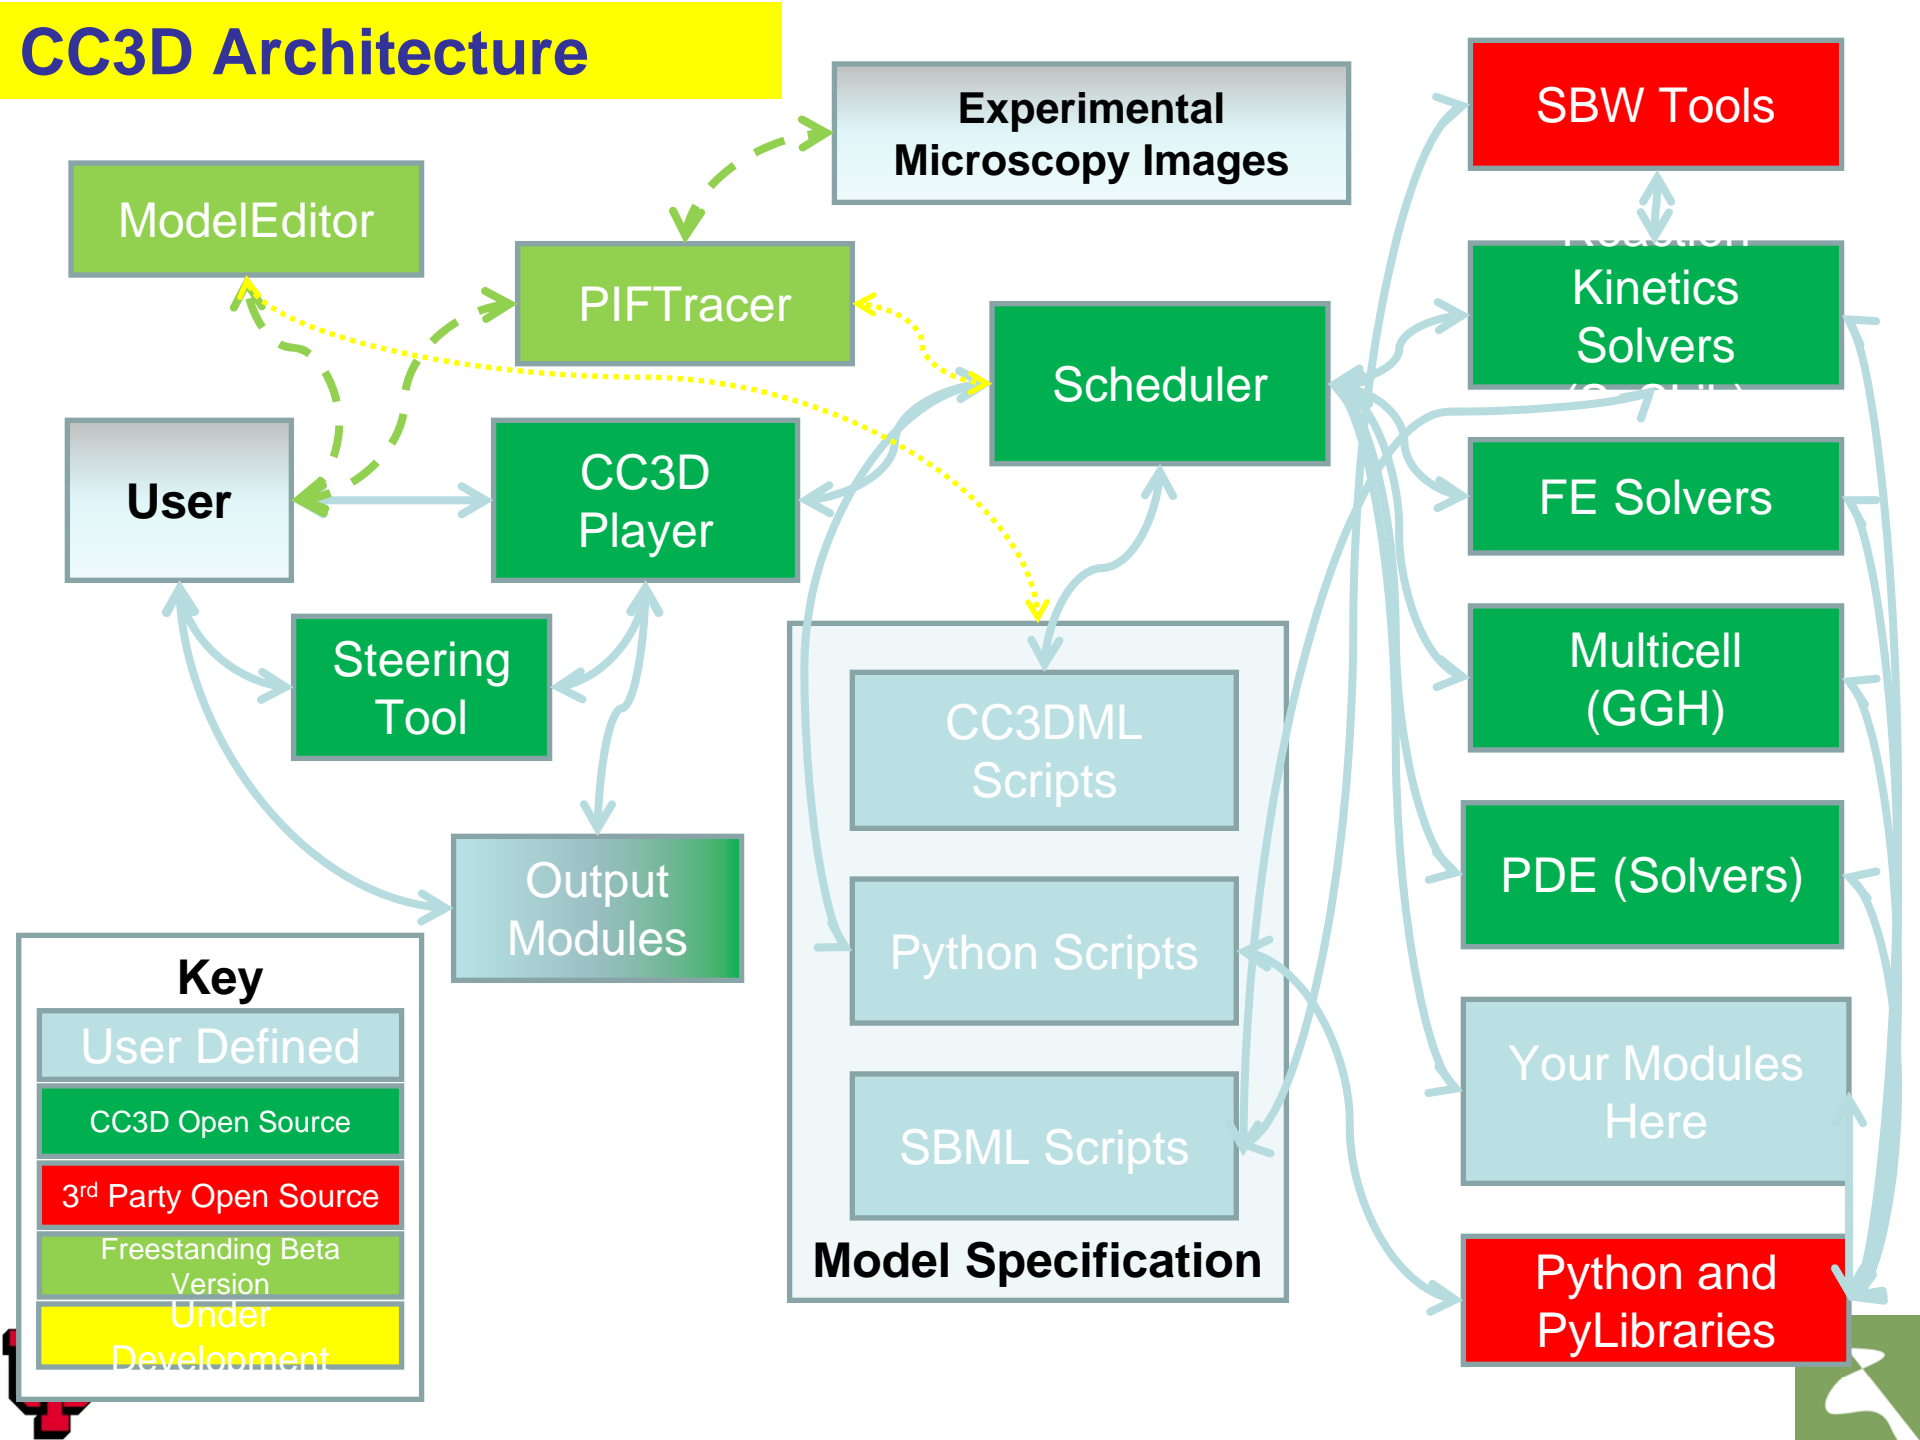 CC3D Architecture
Experimental
Microscopy Images
SBW Tools
ModelEditor
PIFTracer
Kinetics
Solvers
Scheduler
User
CC3D
Player
FE Solvers
Steering
Tool
Multicell
(GGH)
CC3DML
Scripts
Output
Modules
PDE (Solvers)
Python Scripts
Your Modules
Here
SBML Scripts
Model Specification
Python and
PyLibraries
Key
User Defined
CC3D Open Source
3rd Party Open Source
Freestanding Beta
Version
Under
Development